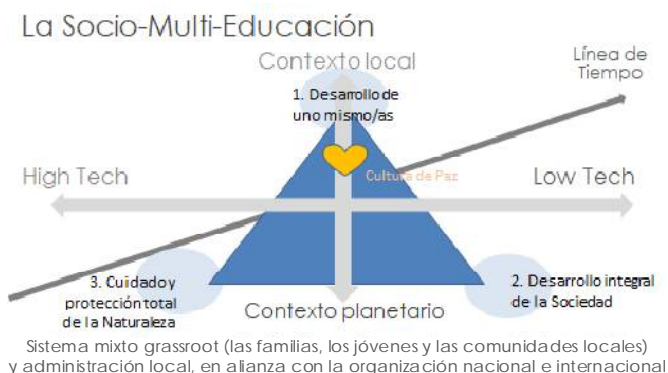 La Socio-Multi-Educación
Contexto local
Línea de
Tiempo
1. Desarrollo de
uno mismo/as
High Tech
Cultura de Paz
Low Tech
3. Cuidado y
protección total
de la Naturaleza
2. Desarrollo integral
de la Sociedad
Contexto planetario
Sistema mixto grassroot (las familias, los jóvenes y las comunidades locales)
y administración local, en alianza con la organización nacional e internacional